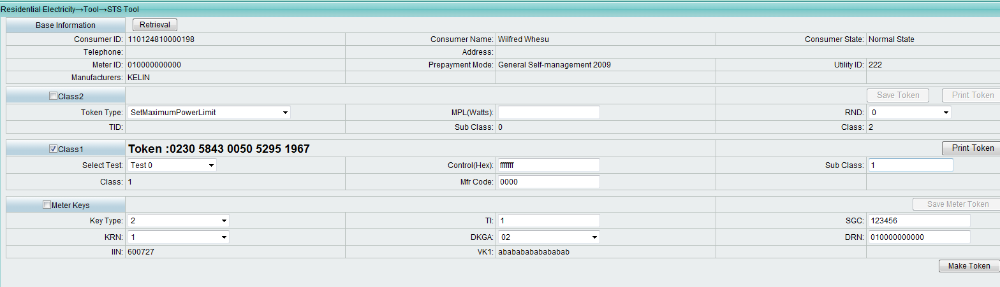 Residential Electricity→Tool→STS Tool
Base Information Retrieval
Consumer ID: 110124810000198 Consumer Name: Wilfred Whesu Consumer State: Normal State
Telephone: Address:
Meter ID: 010000000000 Prepayment Mode: General Self-management 2009 Utility ID: 222
Manufacturers: KELIN
Class2 Save Token Print Token
Token Type: SetMaximumPowerLimit MPL(Watts): RND: 0
TID: Sub Class: 0 Class: 2
Class1 Token :0230 5843 0050 5295 1967 Print Token
Select Test: Test 0 Control(Hex): fffffff Sub Class: 1
Class: 1 Mfr Code: 0000
Meter Keys Save Meter Token
Key Type: 2 TI: 1 SGC: 123456
KRN: 1 DKGA: 02 DRN: 010000000000
IIN: 600727 VK1: abababababababab
Make Token